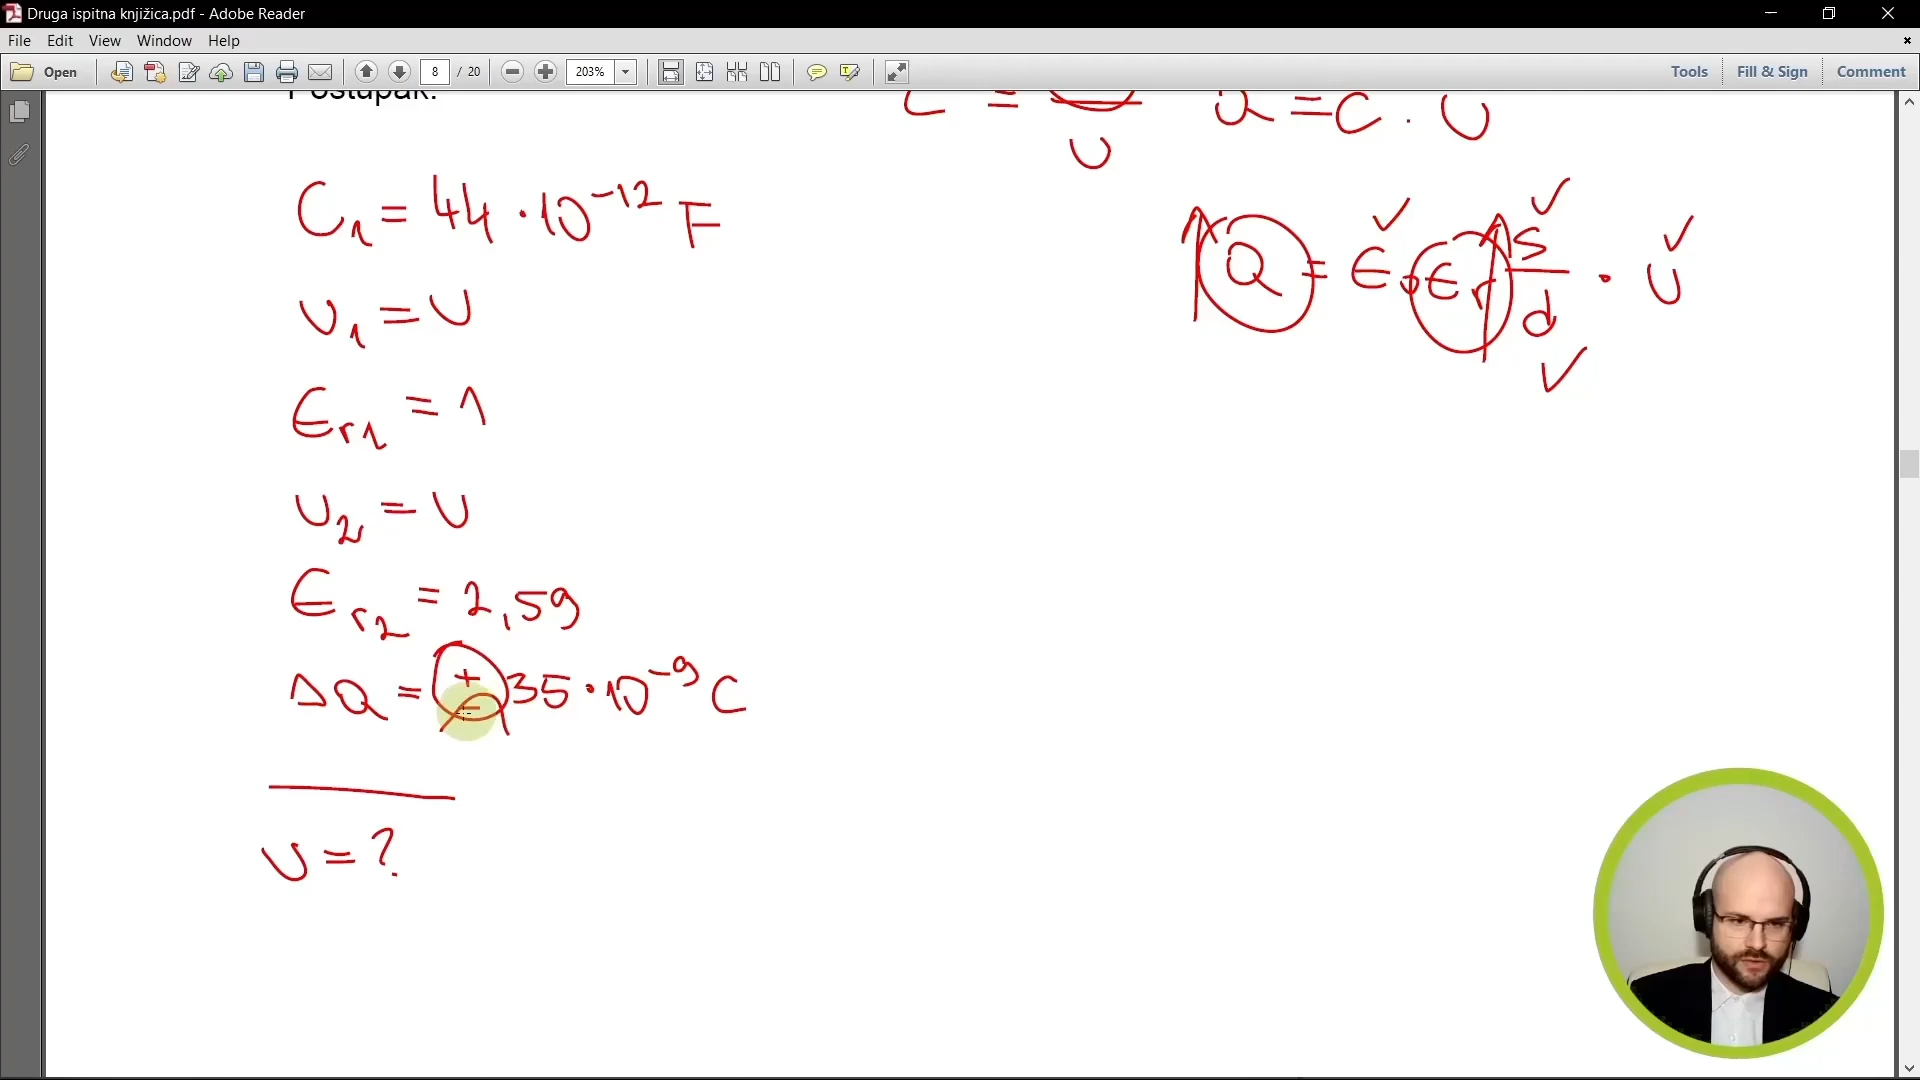 Druga ispitna knjižica.pdf - Adobe Reader
File Edit View Window Help
Open 8 / 20 203% Tools Fill & Sign Comment
Postupak:
C = U Q = C · U
C₁ = 44 · 10⁻¹² F
U₁ = U
Q = ϵ₀ ϵr S/d · U
ϵr1 = 1
U₂ = U
ϵr2 = 2,59
ΔQ = ± 35 · 10⁻⁹ C
U = ?